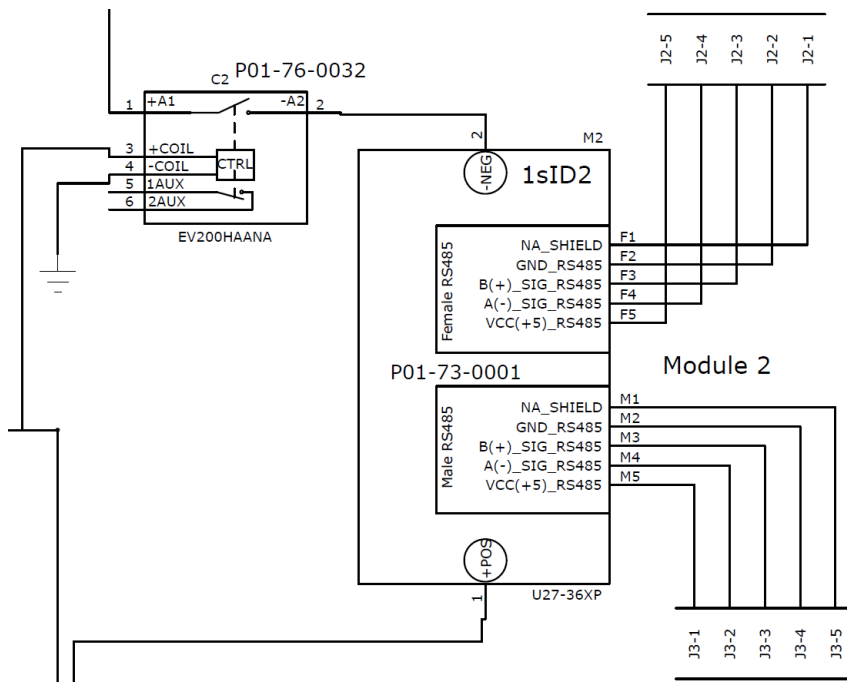 C2 P01-76-0032
1 +A1 -A2 2
3 +COIL
4 -COIL
CTRL
5 1AUX
6 2AUX
EV200HAANA
J2-5 J2-4 J2-3 J2-2 J2-1
M2
2
-NEG
1sID2
Female RS485
NA_SHIELD F1
GND_RS485 F2
B(+)_SIG_RS485 F3
A(-)_SIG_RS485 F4
VCC(+5)_RS485 F5
P01-73-0001
Module 2
Male RS485
NA_SHIELD M1
GND_RS485 M2
B(+)_SIG_RS485 M3
A(-)_SIG_RS485 M4
VCC(+5)_RS485 M5
+POS
1
U27-36XP
J3-1 J3-2 J3-3 J3-4 J3-5